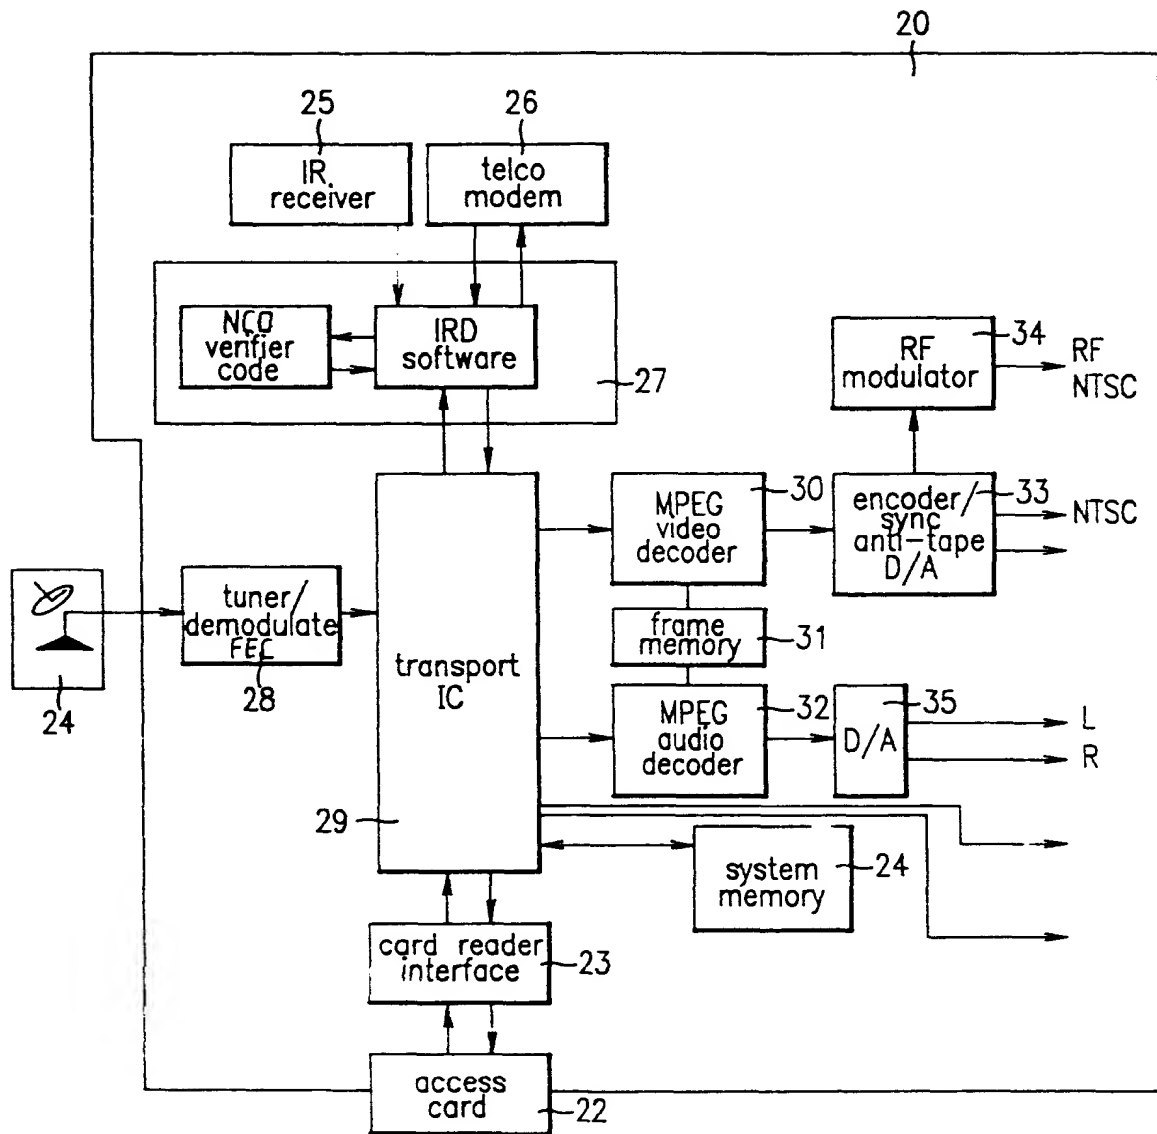 20
25
26
IR
receiver
telco
modem
NCO
verifier
code
IRD
software
27
RF
modulator
34
RF
NTSC
MPEG
video
decoder
30
encoder/
sync
anti-tape
D/A
33
NTSC
tuner/
demodulate
FEC
28
24
transport
IC
29
frame
memory
31
MPEG
audio
decoder
32
D/A
35
L
R
system
memory
24
card reader
interface
23
access
card
22